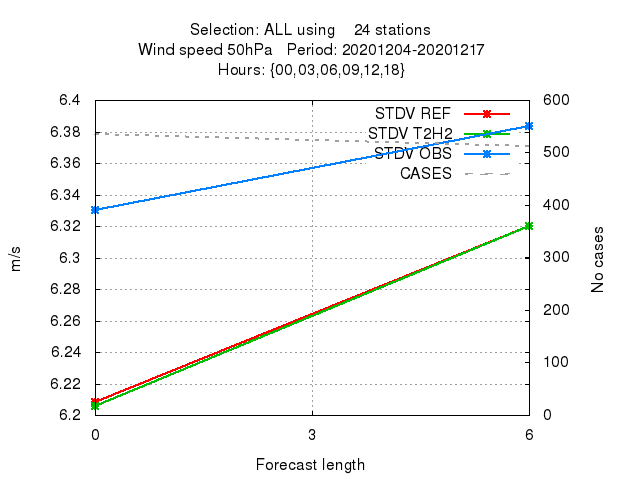 Selection: ALL using    24 stations
Wind speed 50hPa   Period: 20201204-20201217
Hours: {00,03,06,09,12,18}
6.4
6.38
6.36
6.34
6.32
6.3
6.28
6.26
6.24
6.22
6.2
m/s
STDV REF
STDV T2H2
STDV OBS
CASES
600
500
400
300
200
100
0
No cases
0
3
6
Forecast length